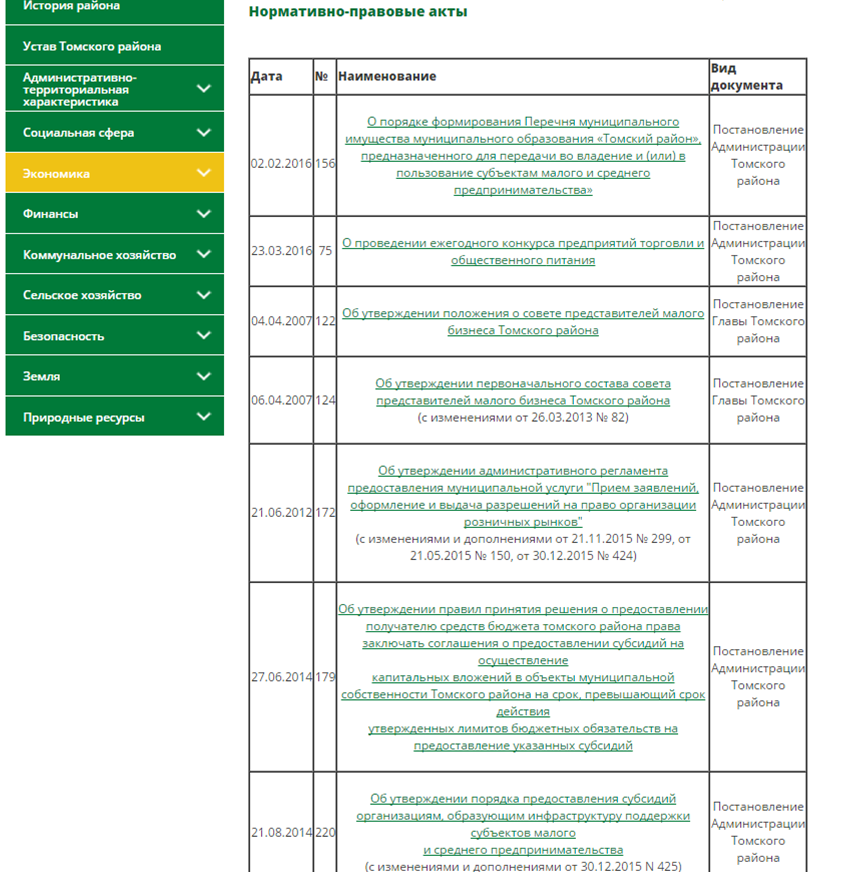 История района
Устав Томского района
Административно-
территориальная
характеристика
Социальная сфера
Экономика
Финансы
Коммунальное хозяйство
Сельское хозяйство
Безопасность
Земля
Природные ресурсы
Нормативно-правовые акты
Дата № Наименование Вид
документа
02.02.2016 156 О порядке формирования Перечня муниципального
имущества муниципального образования «Томский район»,
предназначенного для передачи во владение и (или) в
пользование субъектам малого и среднего
предпринимательства»
Постановление
Администрации
Томского
района
23.03.2016 75 О проведении ежегодного конкурса предприятий торговли и
общественного питания
Постановление
Администрации
Томского
района
04.04.2007 122 Об утверждении положения о совете представителей малого
бизнеса Томского района
Постановление
Главы Томского
района
06.04.2007 124 Об утверждении первоначального состава совета
представителей малого бизнеса Томского района
(с изменениями от 26.03.2013 № 82)
Постановление
Главы Томского
района
21.06.2012 172 Об утверждении административного регламента
предоставления муниципальной услуги "Прием заявлений,
оформление и выдача разрешений на право организации
розничных рынков"
(с изменениями и дополнениями от 21.11.2015 № 299, от
21.05.2015 № 150, от 30.12.2015 № 424)
Постановление
Администрации
Томского
района
27.06.2014 179 Об утверждении правил принятия решения о предоставлении
получателю средств бюджета томского района права
заключать соглашения о предоставлении субсидий на
осуществление
капитальных вложений в объекты муниципальной
собственности Томского района на срок, превышающий срок
действия
утвержденных лимитов бюджетных обязательств на
предоставление указанных субсидий
Постановление
Администрации
Томского
района
21.08.2014 220 Об утверждении порядка предоставления субсидий
организациям, образующим инфраструктуру поддержки
субъектов малого
и среднего предпринимательства
(с изменениями и дополнениями от 30.12.2015 N 425)
Постановление
Администрации
Томского
района